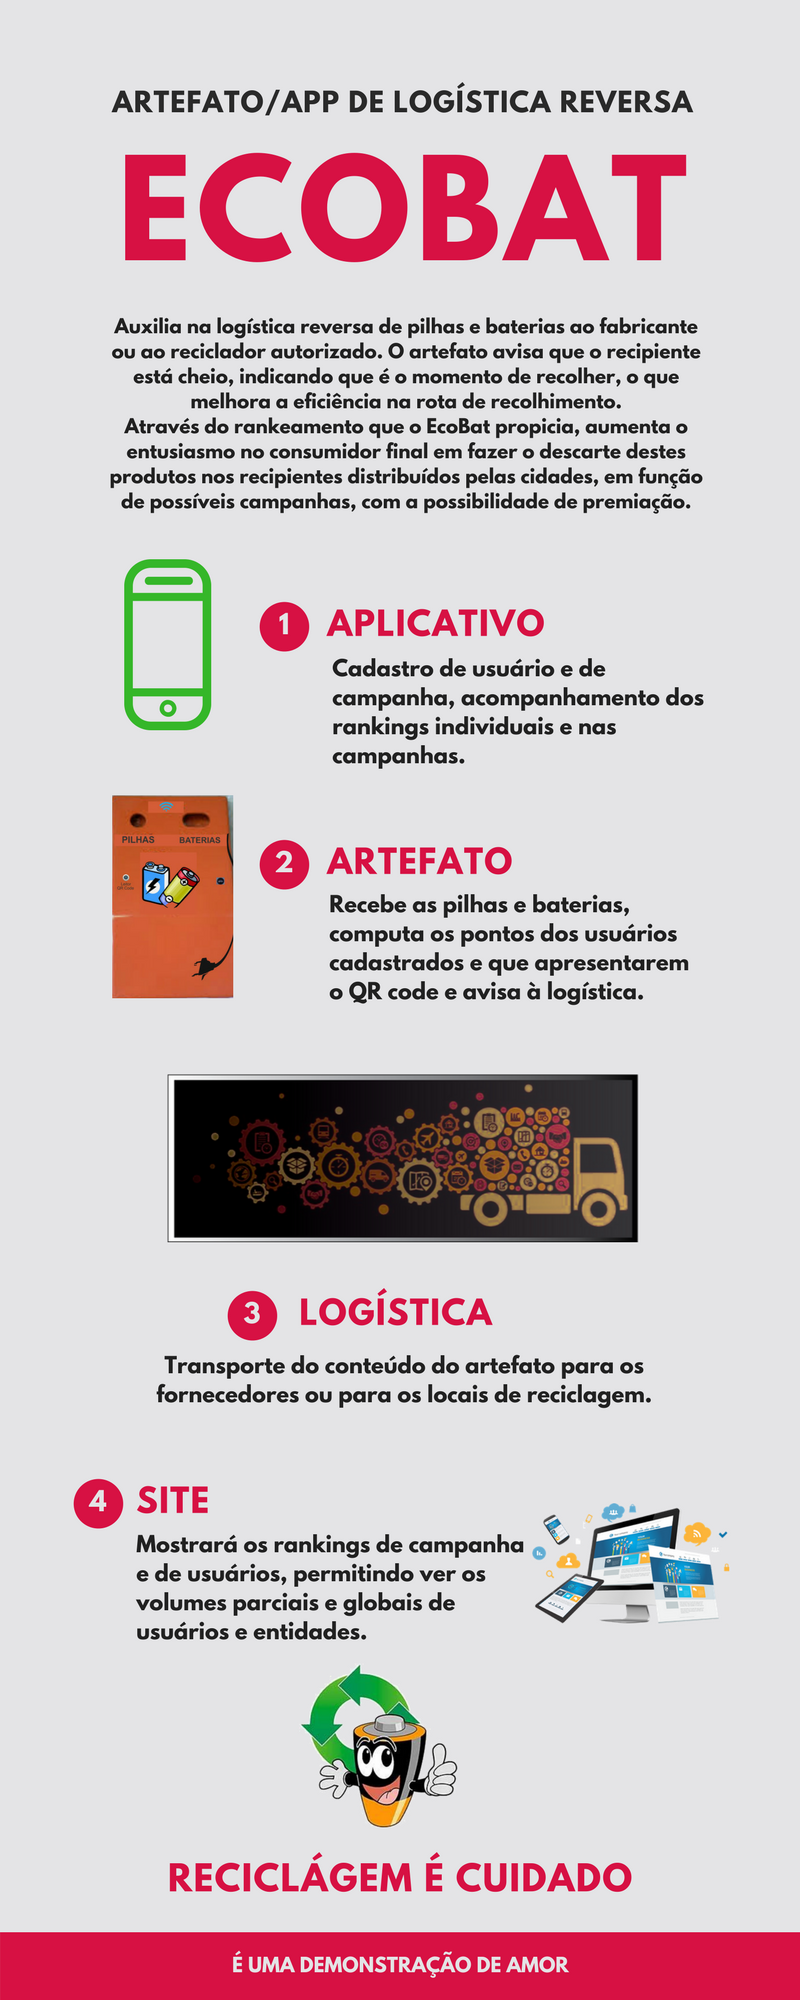 ARTEFATO/APP DE LOGÍSTICA REVERSA
ECOBAT
Auxilia na logística reversa de pilhas e baterias ao fabricante
ou ao reciclador autorizado. O artefato avisa que o recipiente
está cheio, indicando que é o momento de recolher, o que
melhora a eficiência na rota de recolhimento.
Através do rankeamento que o EcoBat propicia, aumenta o
entusiasmo no consumidor final em fazer o descarte destes
produtos nos recipientes distribuídos pelas cidades, em função
de possíveis campanhas, com a possibilidade de premiação.
1 APLICATIVO
Cadastro de usuário e de
campanha, acompanhamento dos
rankings individuais e nas
campanhas.
PILHAS BATERIAS
2 ARTEFATO
Recebe as pilhas e baterias,
computa os pontos dos usuários
cadastrados e que apresentarem
o QR code e avisa à logística.
3 LOGÍSTICA
Transporte do conteúdo do artefato para os
fornecedores ou para os locais de reciclagem.
4 SITE
Mostrará os rankings de campanha
e de usuários, permitindo ver os
volumes parciais e globais de
usuários e entidades.
RECICLÁGEM É CUIDADO
É UMA DEMONSTRAÇÃO DE AMOR